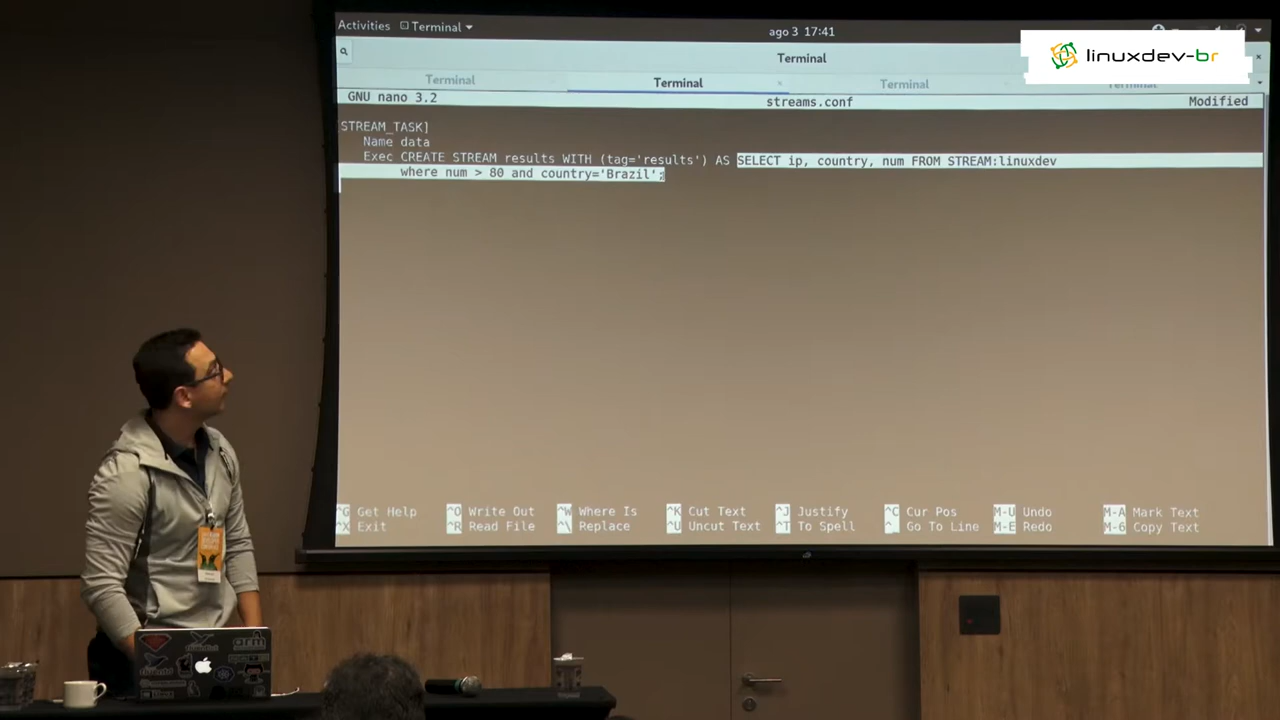 Activities Terminal
ago 3 17:41
linuxdev-br
Terminal
Terminal Terminal Terminal Terminal
GNU nano 3.2 streams.conf Modified
STREAM_TASK]
Name data
Exec CREATE STREAM results WITH (tag='results') AS SELECT ip, country, num FROM STREAM:linuxdev
where num > 80 and country='Brazil';
^G Get Help ^O Write Out ^W Where Is ^K Cut Text ^J Justify ^C Cur Pos M-U Undo M-A Mark Text
^X Exit ^R Read File ^\ Replace ^U Uncut Text ^T To Spell ^_ Go To Line M-E Redo M-6 Copy Text
arm